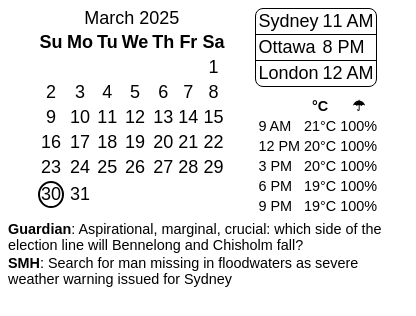 March 2025
Su Mo Tu We Th Fr Sa
1
2 3 4 5 6 7 8
9 10 11 12 13 14 15
16 17 18 19 20 21 22
23 24 25 26 27 28 29
30 31
Sydney 11 AM
Ottawa 8 PM
London 12 AM
°C ☂
9 AM 21°C 100%
12 PM 20°C 100%
3 PM 20°C 100%
6 PM 19°C 100%
9 PM 19°C 100%
Guardian: Aspirational, marginal, crucial: which side of the
election line will Bennelong and Chisholm fall?
SMH: Search for man missing in floodwaters as severe
weather warning issued for Sydney